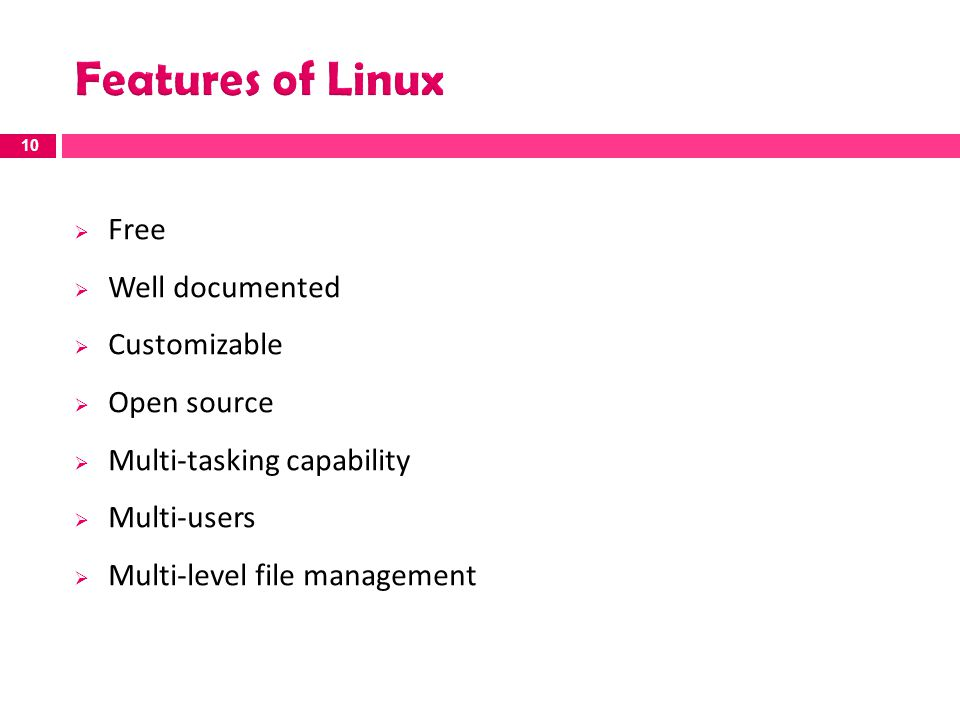 Features of Linux
10
Free
Well documented
Customizable
Open source
Multi-tasking capability
Multi-users
Multi-level file management